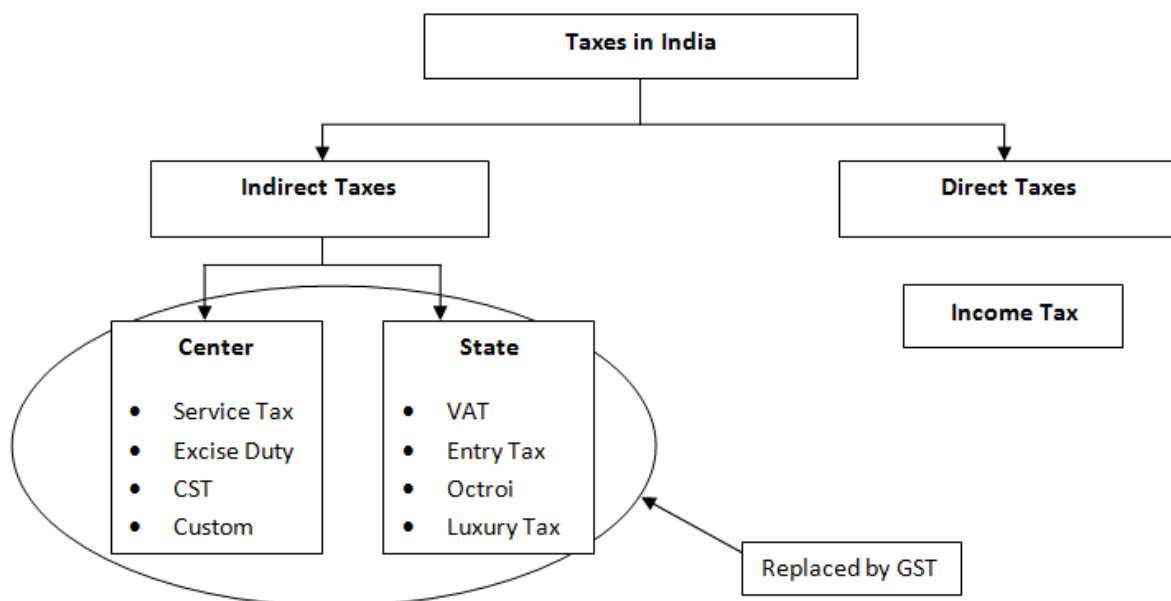 Taxes in India
Indirect Taxes
Direct Taxes
Income Tax
Center
• Service Tax
• Excise Duty
• CST
• Custom
State
• VAT
• Entry Tax
• Octroi
• Luxury Tax
Replaced by GST